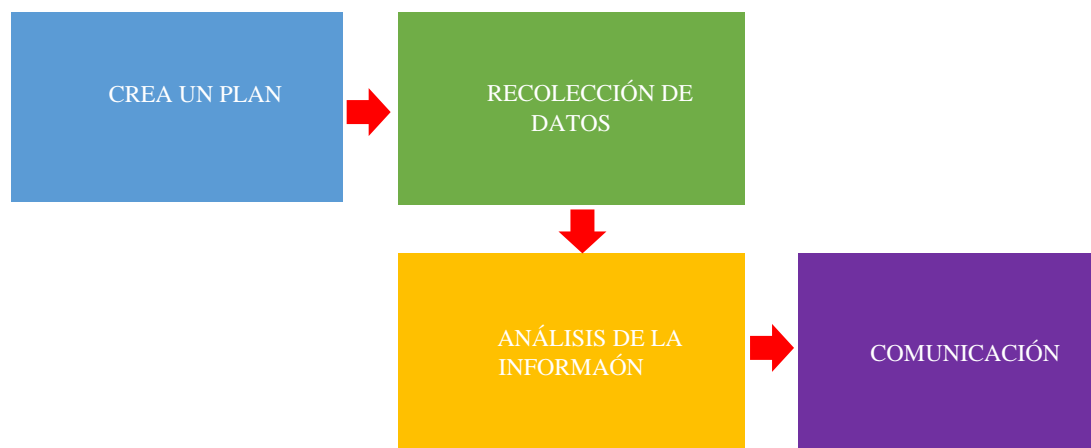 CREA UN PLAN
RECOLECCIÓN DE
DATOS
ANÁLISIS DE LA
INFORMAÓN
COMUNICACIÓN